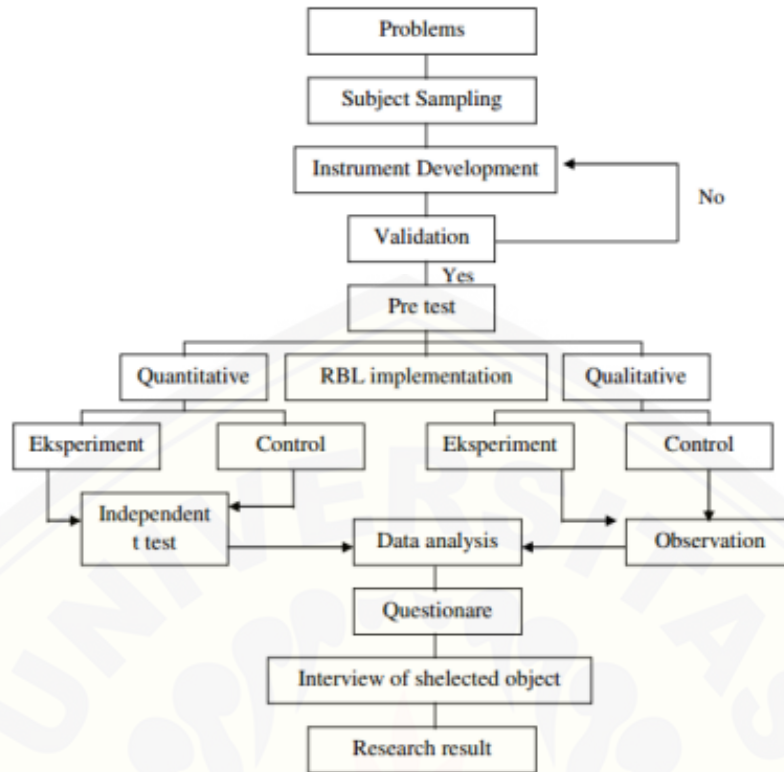 Problems
Subject Sampling
Instrument Development
No
Validation
Yes
Pre test
Quantitative
RBL implementation
Qualitative
Eksperiment
Control
Eksperiment
Control
Independent
t test
Data analysis
Observation
Questionare
Interview of shelected object
Research result
UNIVERSITAS